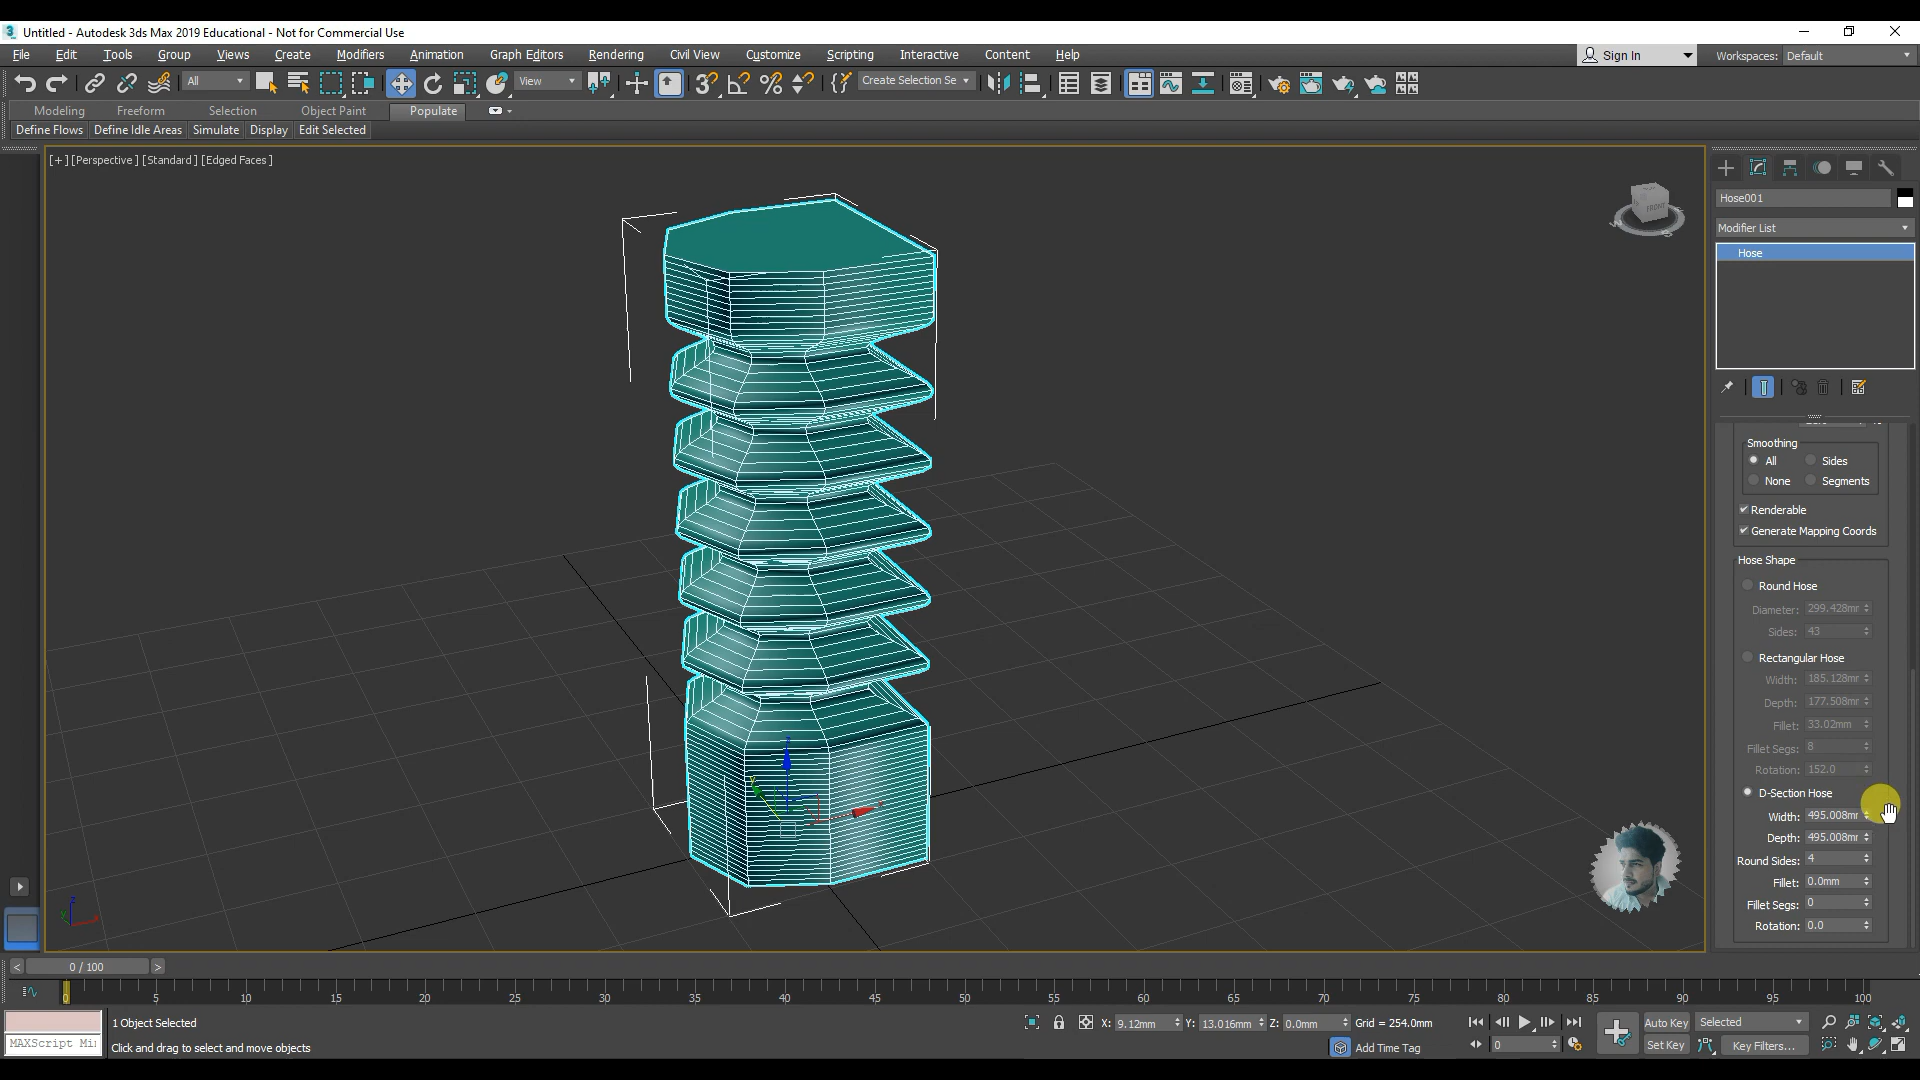 Untitled - Autodesk 3ds Max 2019 Educational - Not for Commercial Use
File Edit Tools Group Views Create Modifiers Animation Graph Editors Rendering Civil View Customize Scripting Interactive Content Help
Sign In Workspaces: Default
All View Create Selection Se
Modeling Freeform Selection Object Paint Populate
Define Flows Define Idle Areas Simulate Display Edit Selected
[+] [Perspective] [Standard] [Edged Faces]
FRONT
Hose001
Modifier List
Hose
Smoothing
All Sides
None Segments
Renderable
Generate Mapping Coords
Hose Shape
Round Hose
Diameter: 299.428mr
Sides: 43
Rectangular Hose
Width: 185.128mr
Depth: 177.508mr
Fillet: 33.02mm
Fillet Segs: 8
Rotation: 152.0
D-Section Hose
Width: 495.008mr
Depth: 495.008mr
Round Sides: 4
Fillet: 0.0mm
Fillet Segs: 0
Rotation: 0.0
z
y
x
z
y
< 0 / 100 >
0 5 10 15 20 25 30 35 40 45 50 55 60 65 70 75 80 85 90 95 100
1 Object Selected
X: 9.12mm Y: 13.016mm Z: 0.0mm Grid = 254.0mm
Auto Key Selected
MAXScript Mi
Click and drag to select and move objects
Add Time Tag
0
Set Key Key Filters...